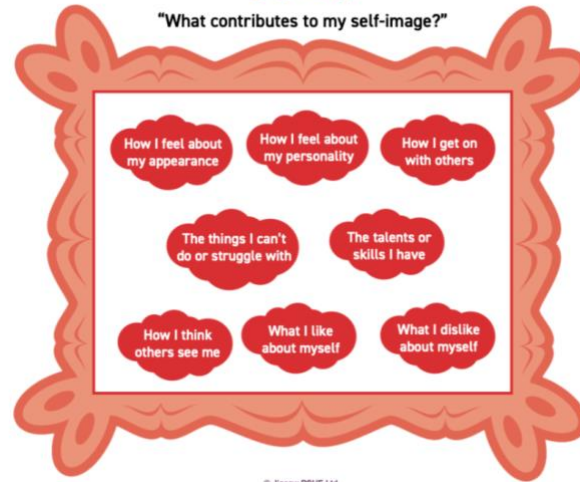 “What contributes to my self-image?”
How I feel about
my appearance
How I feel about
my personality
How I get on
with others
The things I can't
do or struggle with
The talents or
skills I have
How I think
others see me
What I like
about myself
What I dislike
about myself